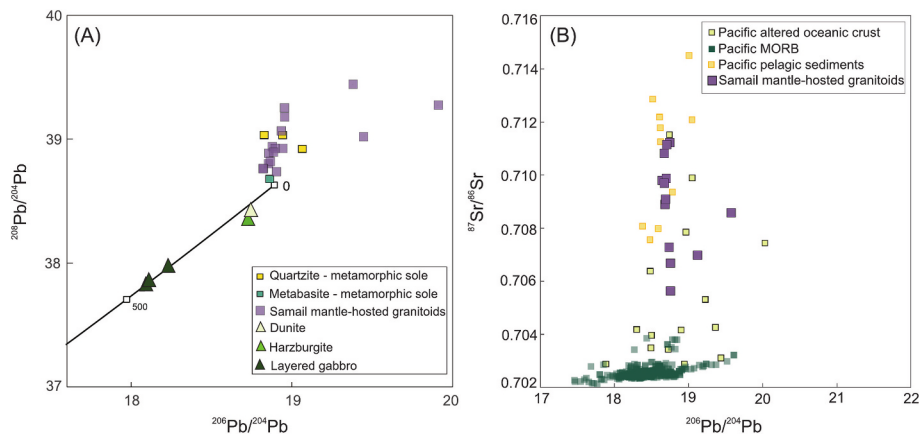 (A)
40
39
38
37
18
19
20
²⁰⁸Pb/²⁰⁴Pb
²⁰⁶Pb/²⁰⁴Pb
0
500
Quartzite - metamorphic sole
Metabasite - metamorphic sole
Samail mantle-hosted granitoids
Dunite
Harzburgite
Layered gabbro
(B)
0.716
0.714
0.712
0.710
0.708
0.706
0.704
0.702
17
18
19
20
21
22
⁸⁷Sr/⁸⁶Sr
²⁰⁶Pb/²⁰⁴Pb
Pacific altered oceanic crust
Pacific MORB
Pacific pelagic sediments
Samail mantle-hosted granitoids